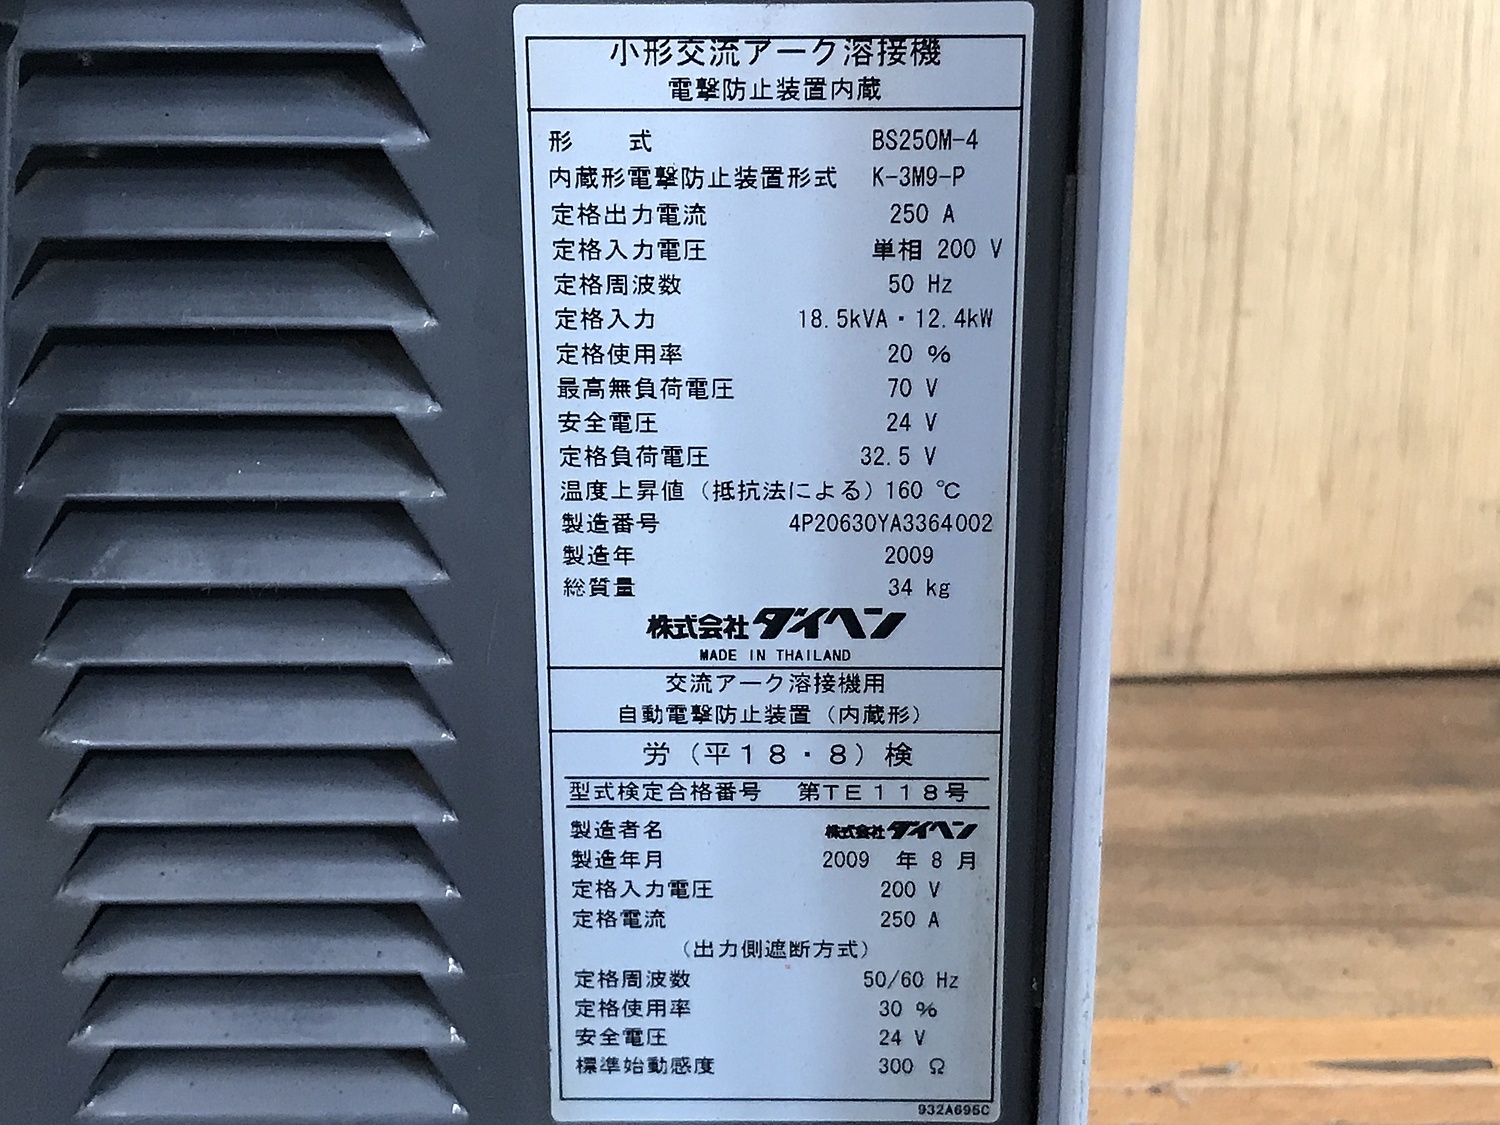 小形交流アーク溶接機
電撃防止装置内蔵
形　　式 BS250M-4
内蔵形電撃防止装置形式 K-3M9-P
定格出力電流 250 A
定格入力電圧 単相 200 V
定格周波数 50 Hz
定格入力 18.5kVA・12.4kW
定格使用率 20 %
最高無負荷電圧 70 V
安全電圧 24 V
定格負荷電圧 32.5 V
温度上昇値（抵抗法による）160 ℃
製造番号 4P20630YA3364002
製造年 2009
総質量 34 kg
株式会社ダイヘン
MADE IN THAILAND
交流アーク溶接機用
自動電撃防止装置（内蔵形）
労（平１８・８）検
型式検定合格番号　第ＴＥ１１８号
製造者名 株式会社ダイヘン
製造年月 2009 年 8 月
定格入力電圧 200 V
定格電流 250 A
（出力側遮断方式）
定格周波数 50/60 Hz
定格使用率 30 %
安全電圧 24 V
標準始動感度 300 Ω
932A695C